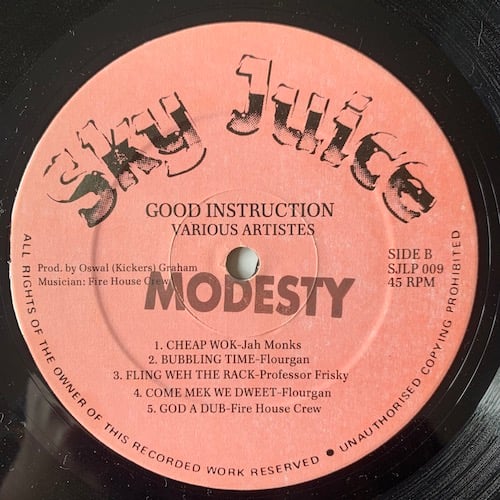 Sky Juice
GOOD INSTRUCTION
VARIOUS ARTISTES
SIDE B
SJLP 009
45 RPM
Prod. by Oswal (Kickers) Graham
Musician: Fire House Crew
MODESTY
1. CHEAP WOK-Jah Monks
2. BUBBLING TIME-Flourgan
3. FLING WEH THE RACK-Professor Frisky
4. COME MEK WE DWEET-Flourgan
5. GOD A DUB-Fire House Crew
ALL RIGHTS OF THE OWNER OF THIS RECORDED WORK RESERVED ● UNAUTHORISED COPYING PROHIBITED